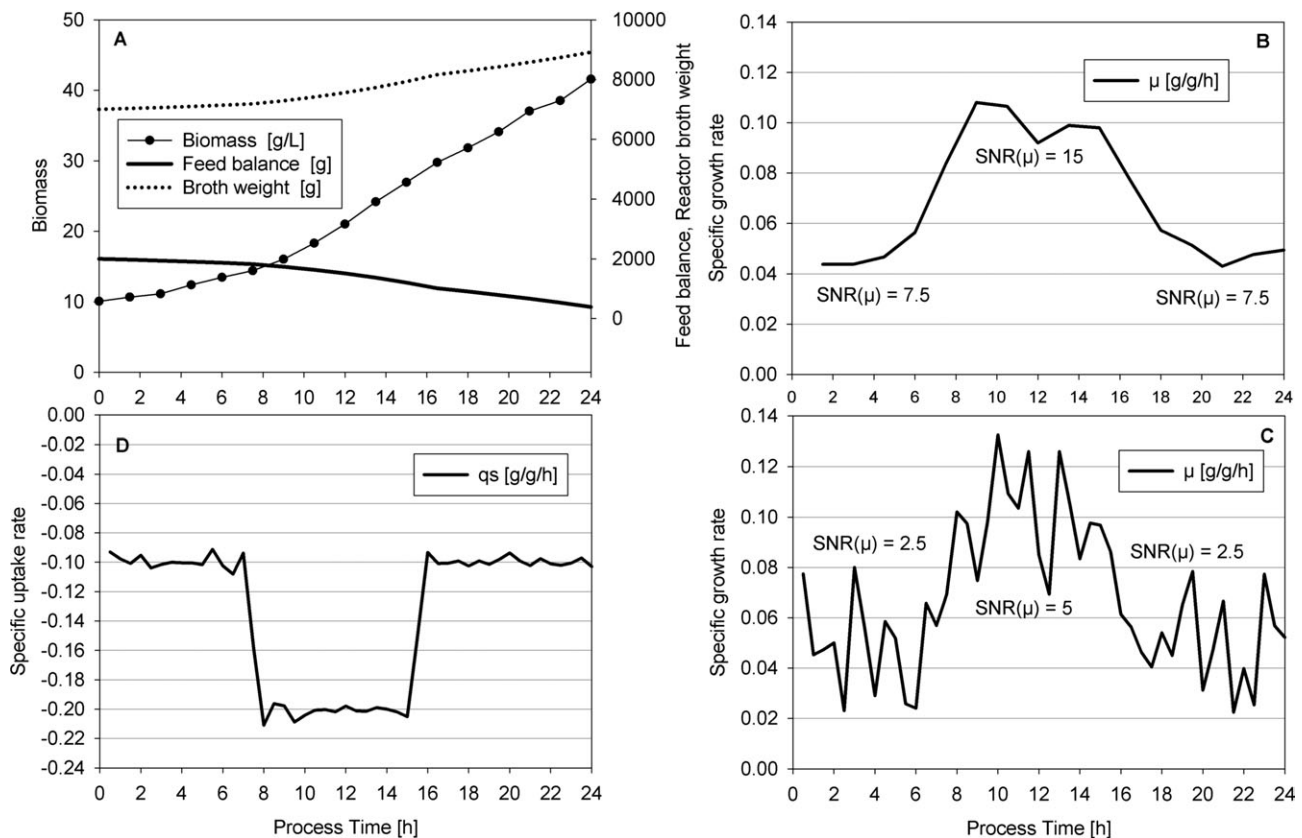 A
50
40
30
20
10
0
Biomass
Biomass [g/L]
Feed balance [g]
Broth weight [g]
10000
8000
6000
4000
2000
0
Feed balance, Reactor broth weight
0 2 4 6 8 10 12 14 16 18 20 22 24
B
0.14
0.12
0.10
0.08
0.06
0.04
0.02
0.00
Specific growth rate
μ [g/g/h]
SNR(μ) = 15
SNR(μ) = 7.5
SNR(μ) = 7.5
0 2 4 6 8 10 12 14 16 18 20 22 24
D
0.00
-0.02
-0.04
-0.06
-0.08
-0.10
-0.12
-0.14
-0.16
-0.18
-0.20
-0.22
-0.24
Specific uptake rate
qs [g/g/h]
0 2 4 6 8 10 12 14 16 18 20 22 24
Process Time [h]
C
0.14
0.12
0.10
0.08
0.06
0.04
0.02
0.00
Specific growth rate
μ [g/g/h]
SNR(μ) = 2.5
SNR(μ) = 2.5
SNR(μ) = 5
0 2 4 6 8 10 12 14 16 18 20 22 24
Process Time [h]